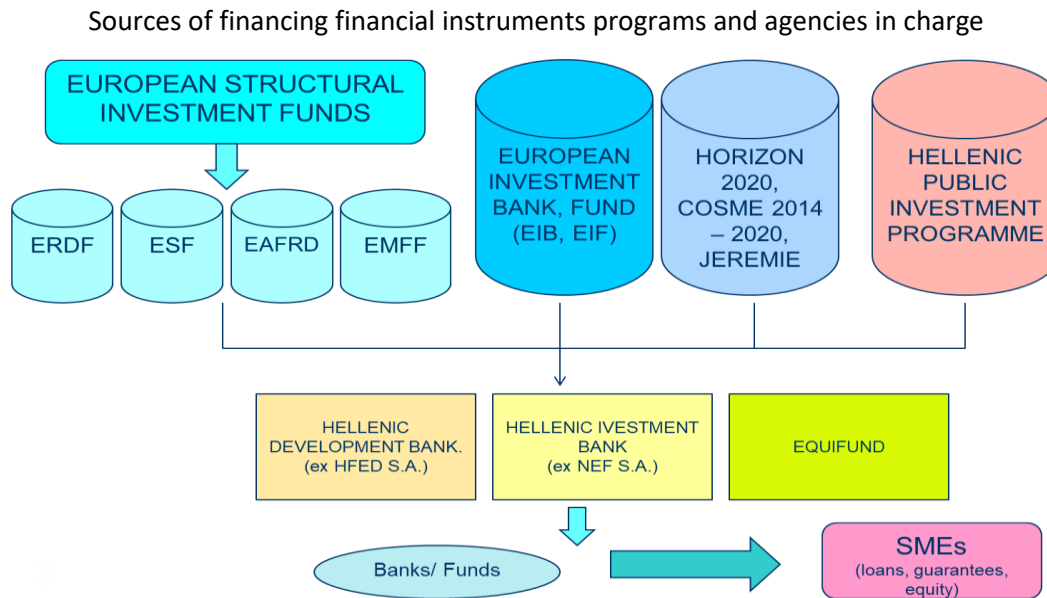 Sources of financing financial instruments programs and agencies in charge
EUROPEAN STRUCTURAL
INVESTMENT FUNDS
ERDF
ESF
EAFRD
EMFF
EUROPEAN
INVESTMENT
BANK, FUND
(EIB, EIF)
HORIZON
2020,
COSME 2014
– 2020,
JEREMIE
HELLENIC
PUBLIC
INVESTMENT
PROGRAMME
HELLENIC
DEVELOPMENT BANK.
(ex HFED S.A.)
HELLENIC IVESTMENT
BANK
(ex NEF S.A.)
EQUIFUND
Banks/ Funds
SMEs
(loans, guarantees,
equity)